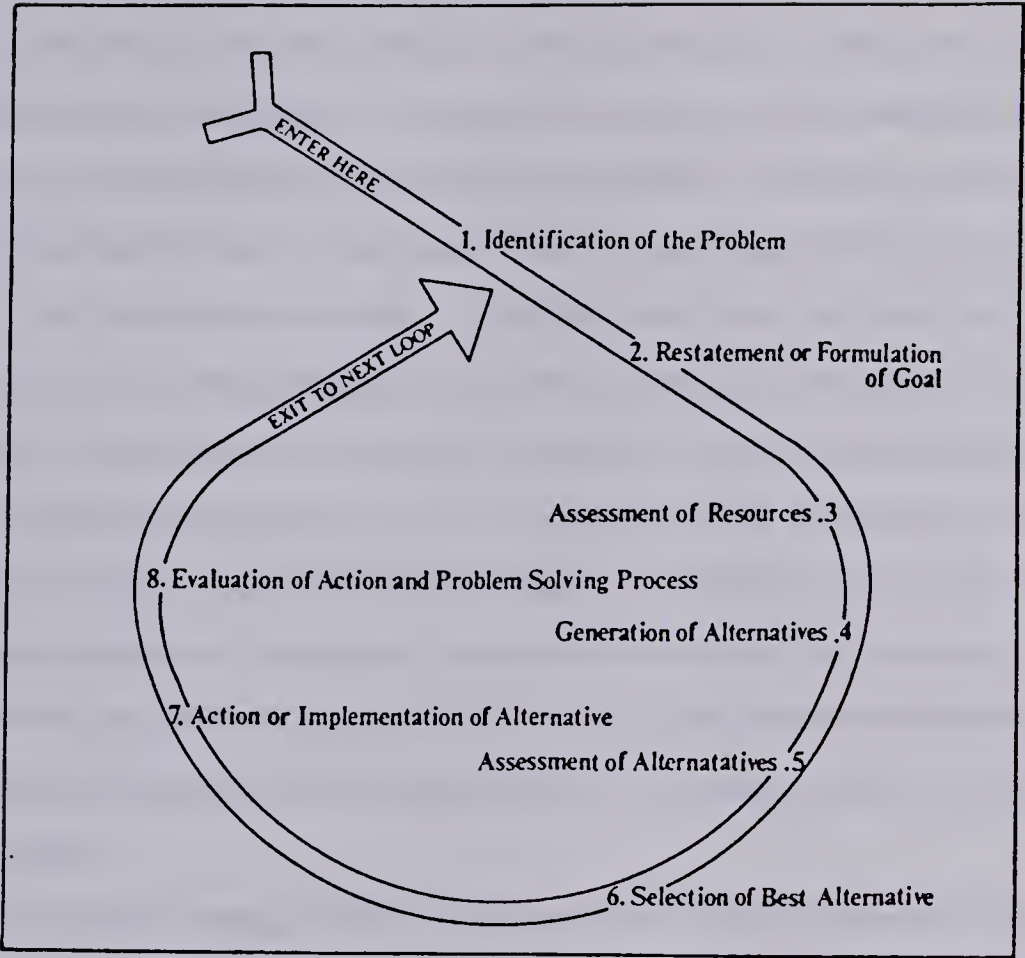 ENTER HERE
1. Identification of the Problem
EXIT TO NEXT LOOP
2. Restatement or Formulation
of Goal
Assessment of Resources .3
8. Evaluation of Action and Problem Solving Process
Generation of Alternatives .4
7. Action or Implementation of Alternative
Assessment of Alternatatives .5
6. Selection of Best Alternative